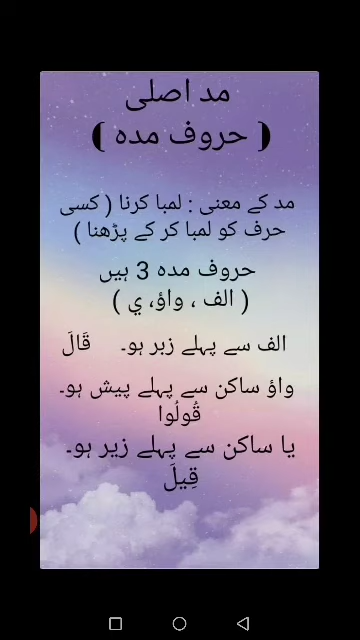 مد اصلی
( حروف مدہ )
مد کے معنی : لمبا کرنا ( کسی
حرف کو لمبا کر کے پڑھنا )
حروف مدہ 3 ہیں
( الف ، واؤ، ي )
الف سے پہلے زبر ہو۔ قَالَ
واؤ ساکن سے پہلے پیش ہو۔
قُولُوا
یا ساکن سے پہلے زیر ہو۔
قِيلَ